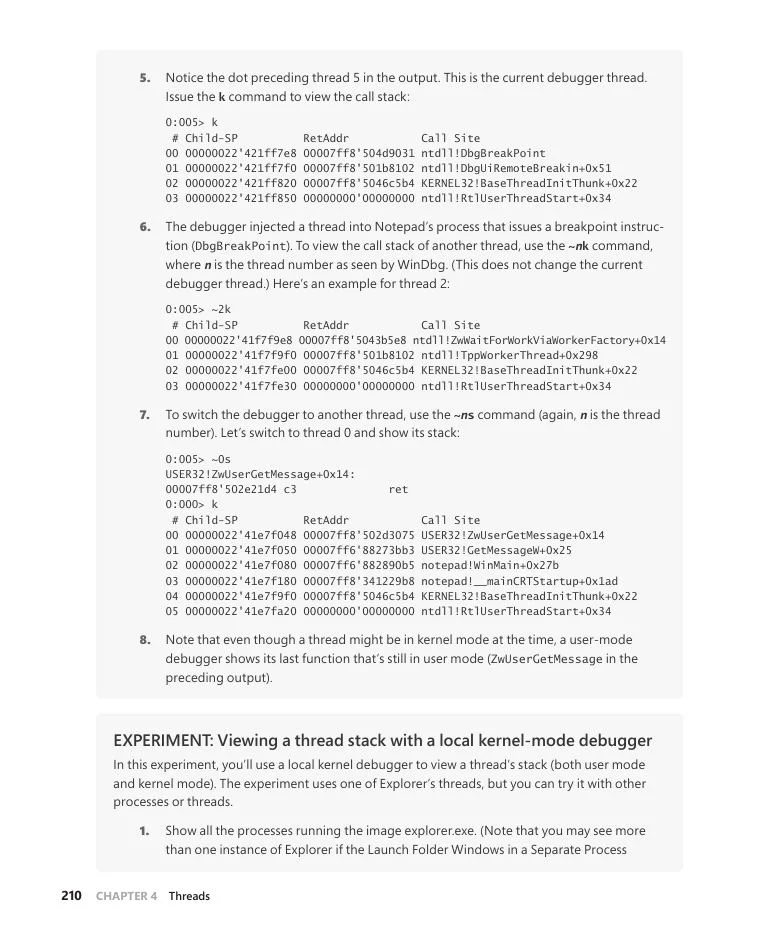 5. Notice the dot preceding thread 5 in the output. This is the current debugger thread.
Issue the k command to view the call stack:
0:005> k
# Child-SP RetAddr Call Site
00 00000022'421ff7e8 00007ff8'504d9031 ntdll!DbgBreakPoint
01 00000022'421ff7f0 00007ff8'501b8102 ntdll!DbgUiRemoteBreakin+0x51
02 00000022'421ff820 00007ff8'5046c5b4 KERNEL32!BaseThreadInitThunk+0x22
03 00000022'421ff850 00000000'00000000 ntdll!RtlUserThreadStart+0x34
6. The debugger injected a thread into Notepad's process that issues a breakpoint instruc-
tion (DbgBreakPoint). To view the call stack of another thread, use the ~nk command,
where n is the thread number as seen by WinDbg. (This does not change the current
debugger thread.) Here's an example for thread 2:
0:005> ~2k
# Child-SP RetAddr Call Site
00 00000022'41f7f9e8 00007ff8'5043b5e8 ntdll!ZwWaitForWorkViaWorkerFactory+0x14
01 00000022'41f7f9f0 00007ff8'501b8102 ntdll!TppWorkerThread+0x298
02 00000022'41f7fe00 00007ff8'5046c5b4 KERNEL32!BaseThreadInitThunk+0x22
03 00000022'41f7fe30 00000000'00000000 ntdll!RtlUserThreadStart+0x34
7. To switch the debugger to another thread, use the ~ns command (again, n is the thread
number). Let's switch to thread 0 and show its stack:
0:005> ~0s
USER32!ZwUserGetMessage+0x14:
00007ff8'502e21d4 c3 ret
0:000> k
# Child-SP RetAddr Call Site
00 00000022'41e7f048 00007ff8'502d3075 USER32!ZwUserGetMessage+0x14
01 00000022'41e7f050 00007ff6'88273bb3 USER32!GetMessageW+0x25
02 00000022'41e7f080 00007ff6'882890b5 notepad!WinMain+0x27b
03 00000022'41e7f180 00007ff8'341229b8 notepad!__mainCRTStartup+0x1ad
04 00000022'41e7f9f0 00007ff8'5046c5b4 KERNEL32!BaseThreadInitThunk+0x22
05 00000022'41e7fa20 00000000'00000000 ntdll!RtlUserThreadStart+0x34
8. Note that even though a thread might be in kernel mode at the time, a user-mode
debugger shows its last function that's still in user mode (ZwUserGetMessage in the
preceding output).
EXPERIMENT: Viewing a thread stack with a local kernel-mode debugger
In this experiment, you'll use a local kernel debugger to view a thread's stack (both user mode
and kernel mode). The experiment uses one of Explorer's threads, but you can try it with other
processes or threads.
1. Show all the processes running the image explorer.exe. (Note that you may see more
than one instance of Explorer if the Launch Folder Windows in a Separate Process
210 CHAPTER 4 Threads